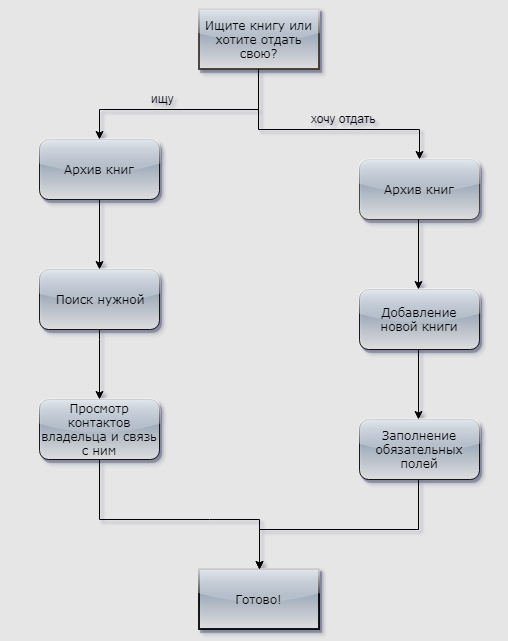 Ищите книгу или
хотите отдать
свою?
ищу
хочу отдать
Архив книг
Архив книг
Поиск нужной
Добавление
новой книги
Просмотр
контактов
владельца и связь
с ним
Заполнение
обязательных
полей
Готово!